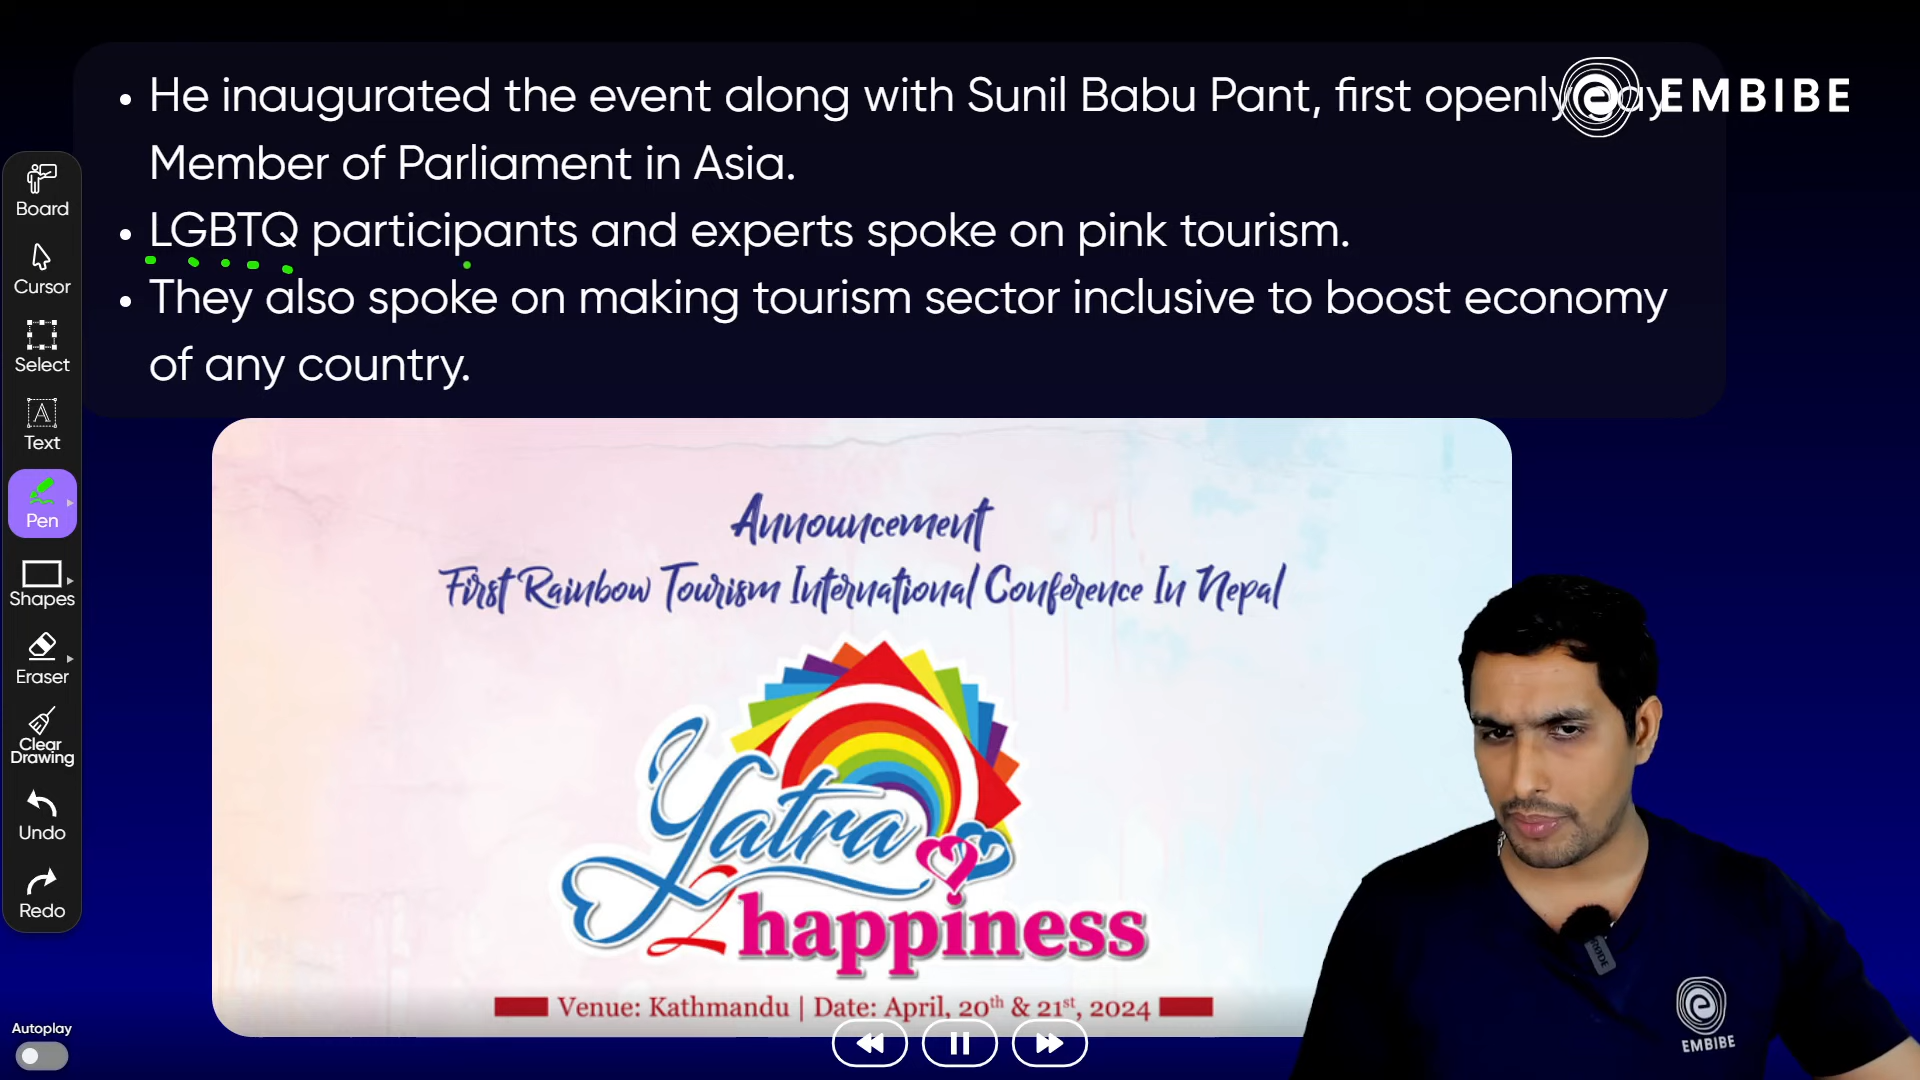 • He inaugurated the event along with Sunil Babu Pant, first openly gay
Member of Parliament in Asia.
• LGBTQ participants and experts spoke on pink tourism.
• They also spoke on making tourism sector inclusive to boost economy
of any country.
EMBIBE
Board
Cursor
Select
Text
Pen
Shapes
Eraser
Clear
Drawing
Undo
Redo
Autoplay
Announcement
First Rainbow Tourism International Conference In Nepal
Yatra
2 happiness
Venue: Kathmandu | Date: April, 20th & 21st, 2024
EMBIBE